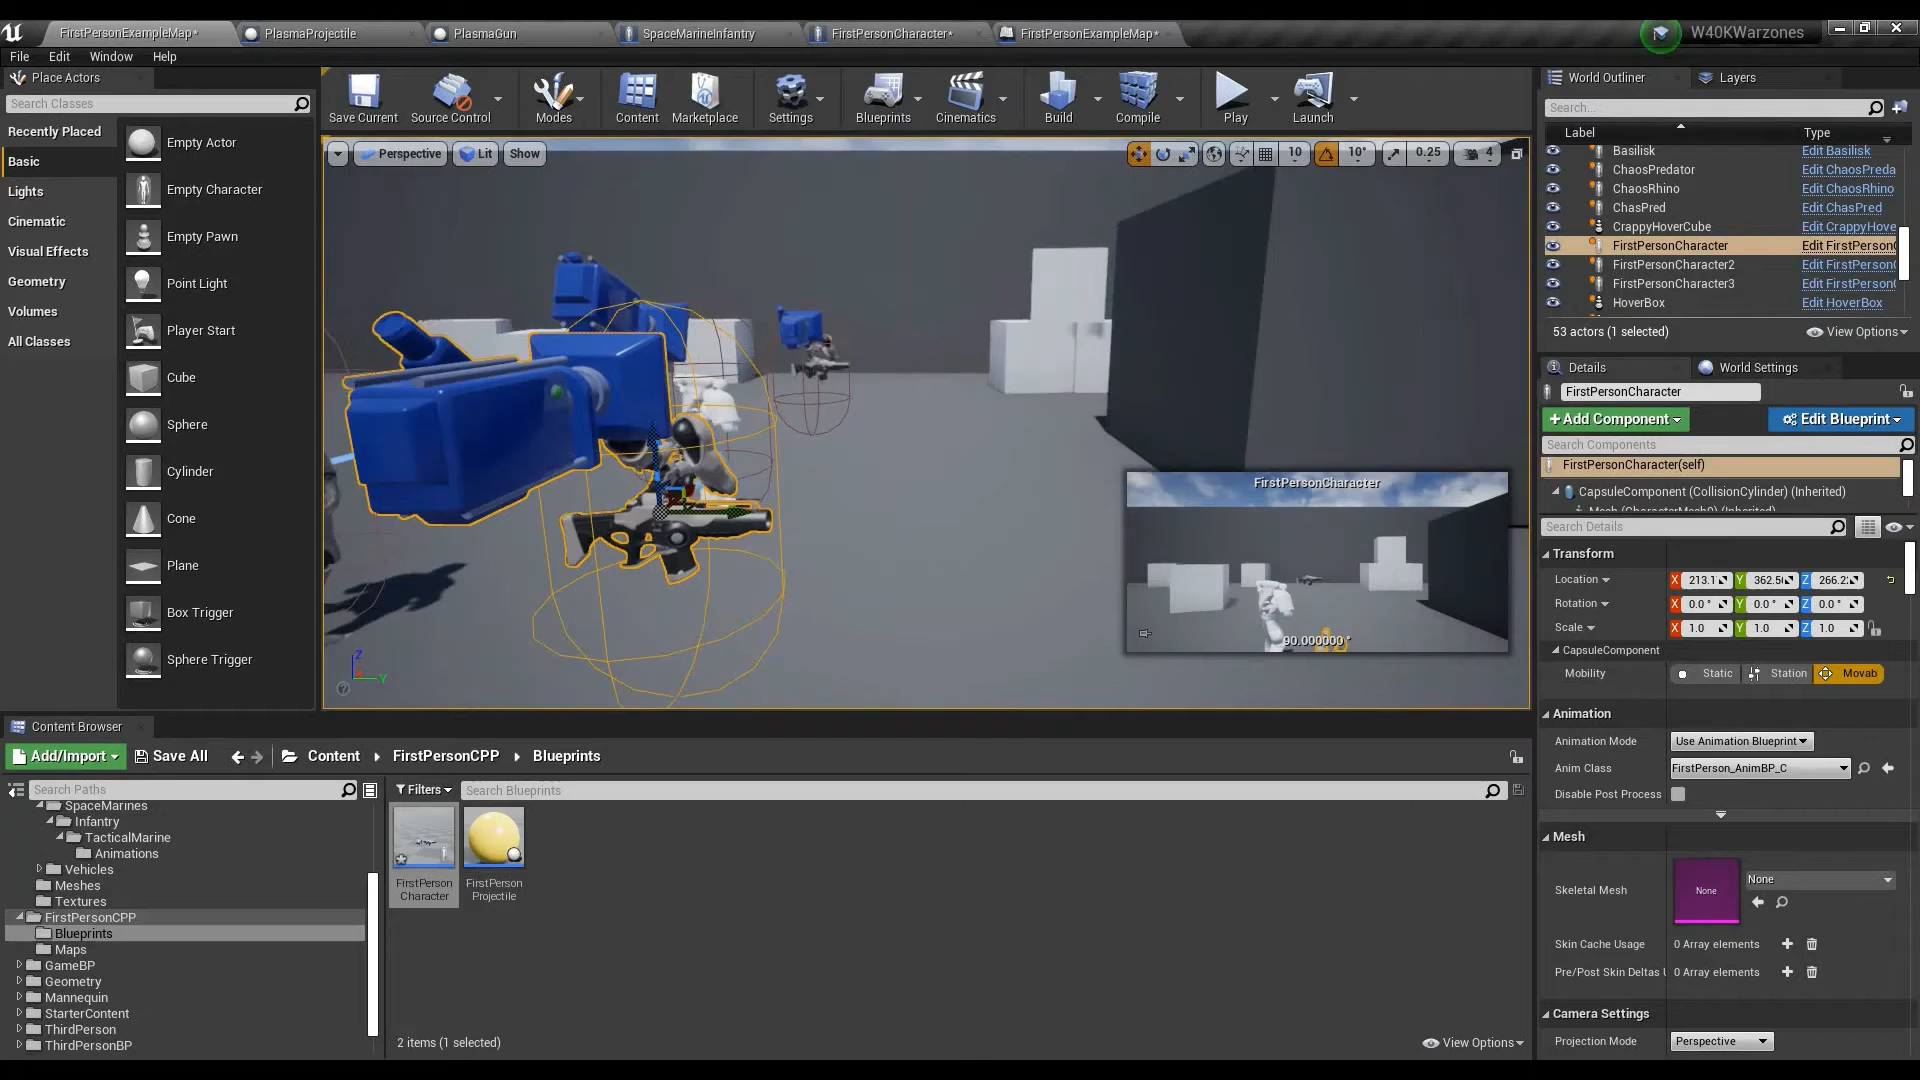 FirstPersonExampleMap*
PlasmaProjectile
PlasmaGun
SpaceMarineInfantry
FirstPersonCharacter*
FirstPersonExampleMap*
W40KWarzones
File Edit Window Help
Place Actors
Search Classes
Recently Placed
Basic
Lights
Cinematic
Visual Effects
Geometry
Volumes
All Classes
Empty Actor
Empty Character
Empty Pawn
Point Light
Player Start
Cube
Sphere
Cylinder
Cone
Plane
Box Trigger
Sphere Trigger
Save Current
Source Control
Modes
Content
Marketplace
Settings
Blueprints
Cinematics
Build
Compile
Play
Launch
Perspective
Lit
Show
10
10°
0.25
4
FirstPersonCharacter
90.000000°
Z
Y
World Outliner
Layers
Search...
Label Type
Basilisk Edit Basilisk
ChaosPredator Edit ChaosPreda
ChaosRhino Edit ChaosRhino
ChasPred Edit ChasPred
CrappyHoverCube Edit CrappyHove
FirstPersonCharacter Edit FirstPerson
FirstPersonCharacter2 Edit FirstPerson
FirstPersonCharacter3 Edit FirstPerson
HoverBox Edit HoverBox
53 actors (1 selected)
View Options
Details
World Settings
FirstPersonCharacter
+Add Component
Edit Blueprint
Search Components
FirstPersonCharacter(self)
CapsuleComponent (CollisionCylinder) (Inherited)
Mesh (CharacterMesh0) (Inherited)
Search Details
Transform
Location X 213.1 Y 362.5 Z 266.2
Rotation X 0.0° Y 0.0° Z 0.0°
Scale X 1.0 Y 1.0 Z 1.0
CapsuleComponent
Mobility Static Station Movab
Animation
Animation Mode Use Animation Blueprint
Anim Class FirstPerson_AnimBP_C
Disable Post Process
Mesh
Skeletal Mesh None None
Skin Cache Usage 0 Array elements
Pre/Post Skin Deltas 0 Array elements
Camera Settings
Projection Mode Perspective
Content Browser
Add/Import
Save All
Content
FirstPersonCPP
Blueprints
Search Paths
Filters
Search Blueprints
SpaceMarines
Infantry
TacticalMarine
Animations
Vehicles
Meshes
Textures
FirstPersonCPP
Blueprints
Maps
GameBP
Geometry
Mannequin
StarterContent
ThirdPerson
ThirdPersonBP
FirstPerson
Character
FirstPerson
Projectile
2 items (1 selected)
View Options